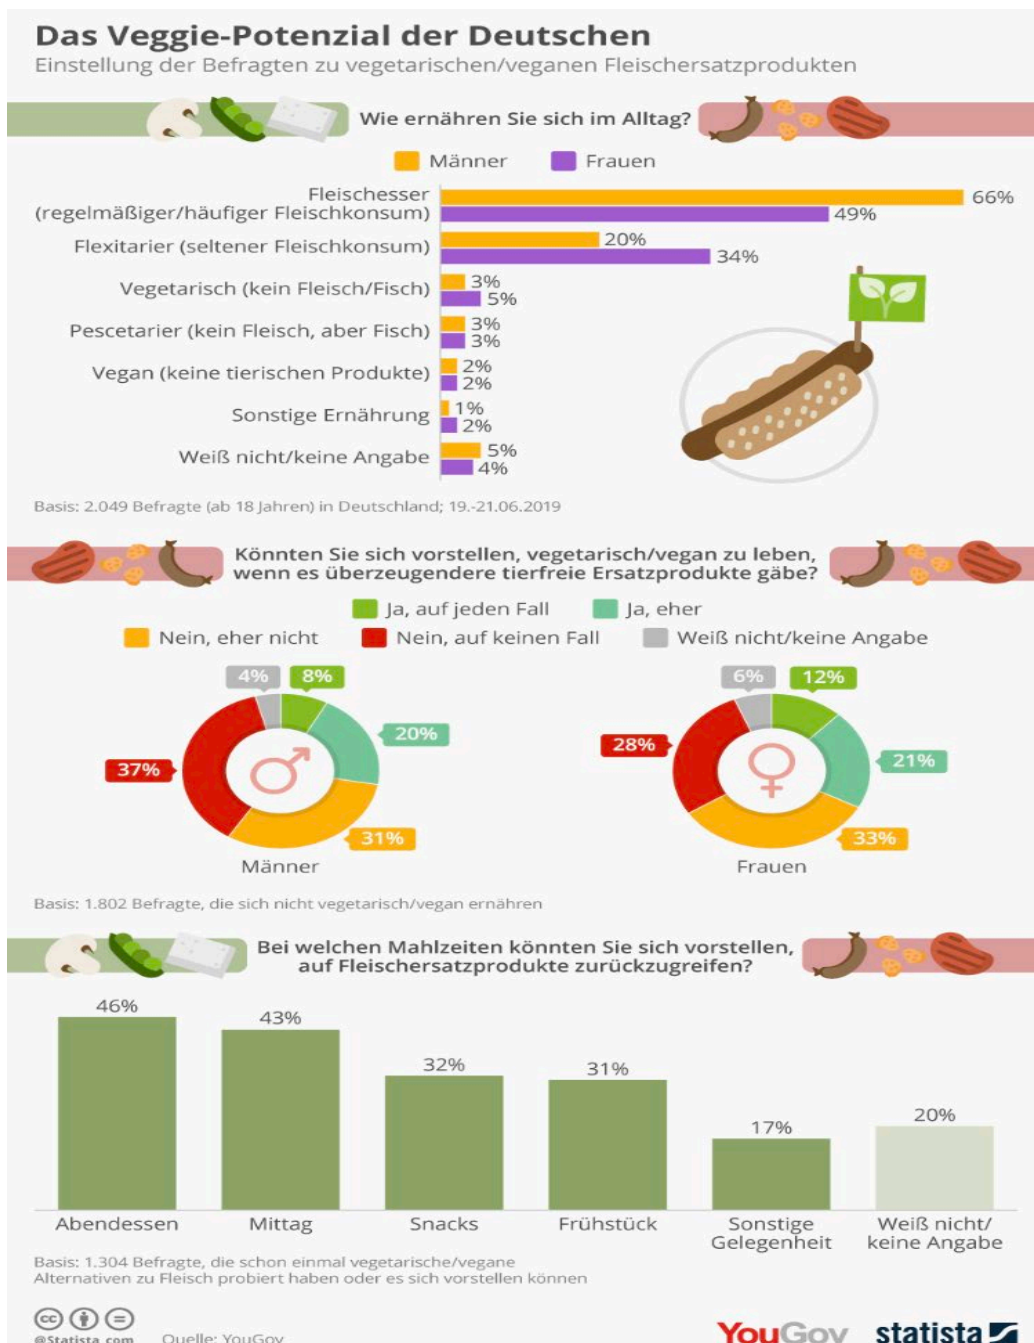 Das Veggie-Potenzial der Deutschen
Einstellung der Befragten zu vegetarischen/veganen Fleischersatzprodukten
Wie ernähren Sie sich im Alltag?
Männer
Frauen
Fleischesser
(regelmäßiger/häufiger Fleischkonsum)
66%
49%
Flexitarier (seltener Fleischkonsum)
20%
34%
Vegetarisch (kein Fleisch/Fisch)
3%
5%
Pescetarier (kein Fleisch, aber Fisch)
3%
3%
Vegan (keine tierischen Produkte)
2%
2%
Sonstige Ernährung
1%
2%
Weiß nicht/keine Angabe
5%
4%
Basis: 2.049 Befragte (ab 18 Jahren) in Deutschland; 19.-21.06.2019
Könnten Sie sich vorstellen, vegetarisch/vegan zu leben,
wenn es überzeugendere tierfreie Ersatzprodukte gäbe?
Ja, auf jeden Fall
Ja, eher
Nein, eher nicht
Nein, auf keinen Fall
Weiß nicht/keine Angabe
4%
8%
20%
37%
31%
Männer
6%
12%
28%
21%
33%
Frauen
Basis: 1.802 Befragte, die sich nicht vegetarisch/vegan ernähren
Bei welchen Mahlzeiten könnten Sie sich vorstellen,
auf Fleischersatzprodukte zurückzugreifen?
46%
43%
32%
31%
17%
20%
Abendessen
Mittag
Snacks
Frühstück
Sonstige
Gelegenheit
Weiß nicht/
keine Angabe
Basis: 1.304 Befragte, die schon einmal vegetarische/vegane
Alternativen zu Fleisch probiert haben oder es sich vorstellen können
cc
@Statista_com
Quelle: YouGov
YouGov
statista